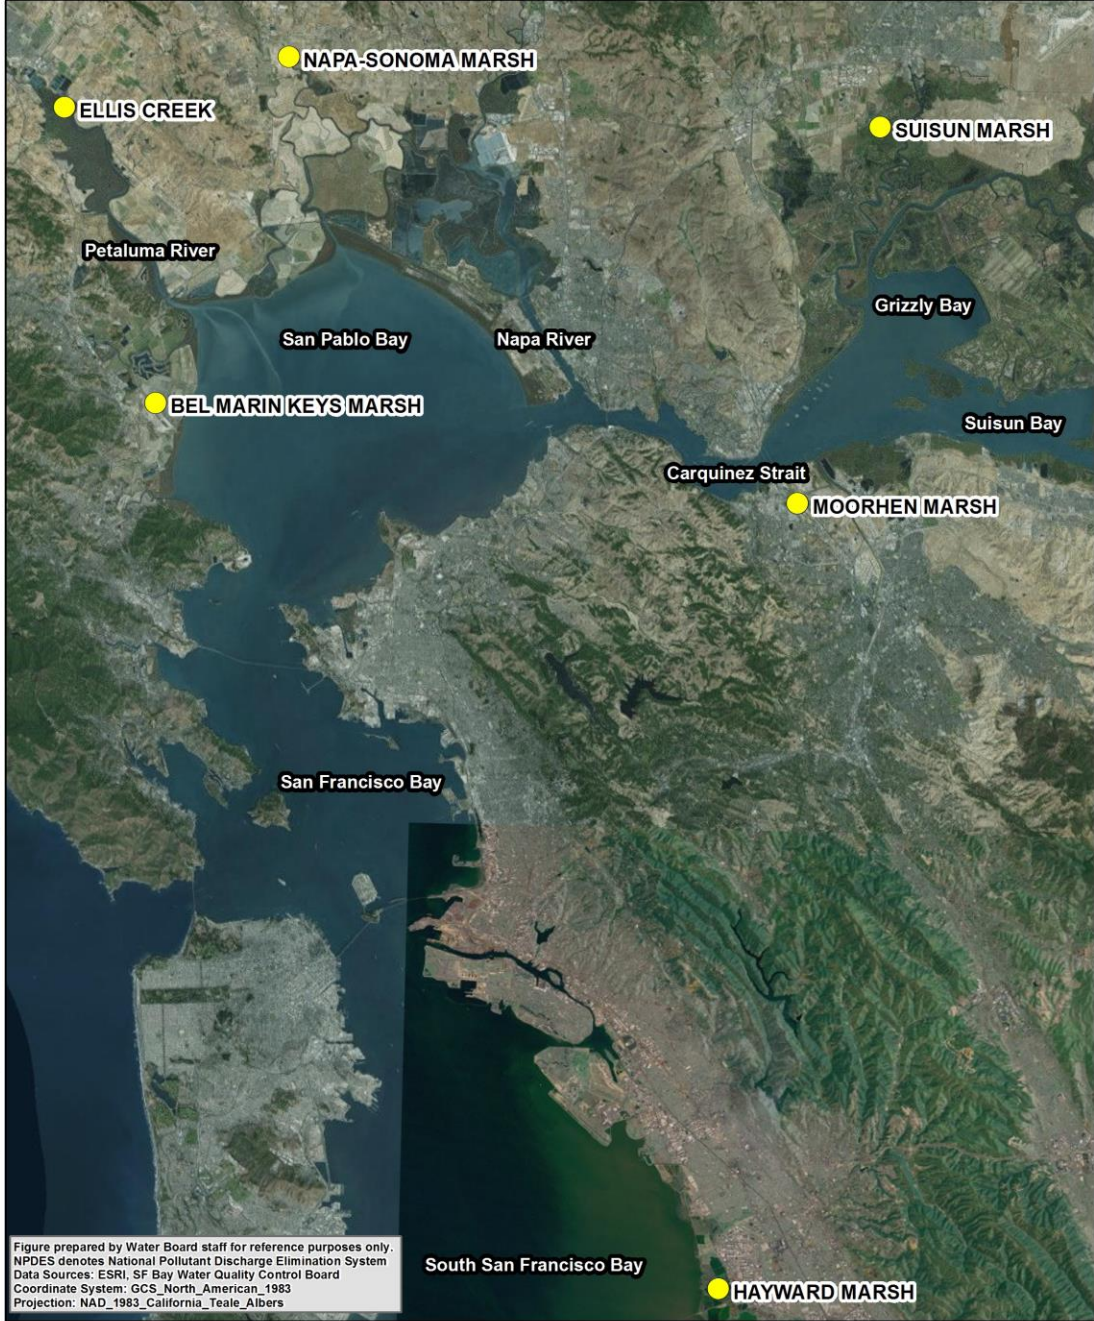 NAPA-SONOMA MARSH
ELLIS CREEK
SUISUN MARSH
Petaluma River
Grizzly Bay
San Pablo Bay
Napa River
BEL MARIN KEYS MARSH
Suisun Bay
Carquinez Strait
MOORHEN MARSH
San Francisco Bay
South San Francisco Bay
HAYWARD MARSH
Figure prepared by Water Board staff for reference purposes only.
NPDES denotes National Pollutant Discharge Elimination System
Data Sources: ESRI, SF Bay Water Quality Control Board
Coordinate System: GCS_North_American_1983
Projection: NAD_1983_California_Teale_Albers